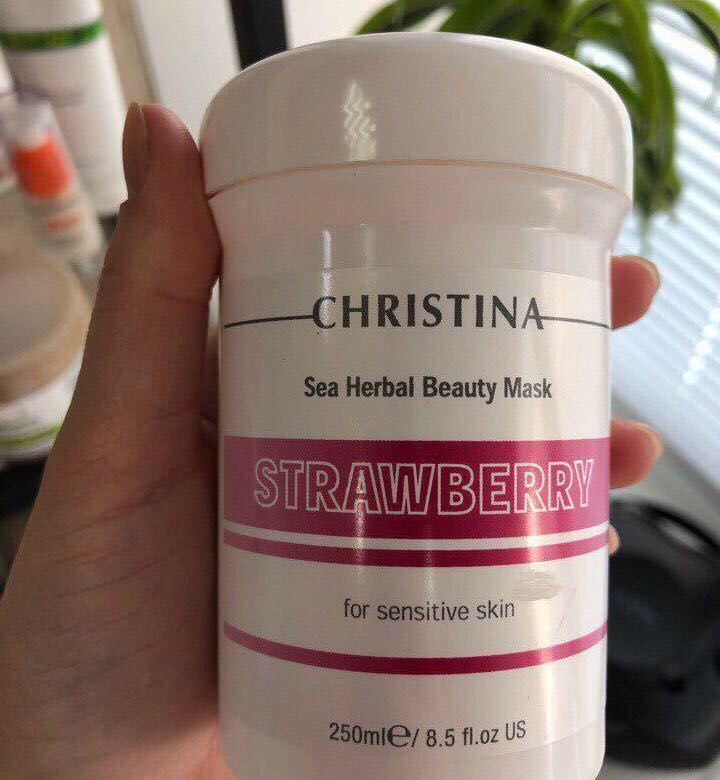 CHRISTINA
Sea Herbal Beauty Mask
STRAWBERRY
for sensitive skin
250ml℮/ 8.5 fl.oz US